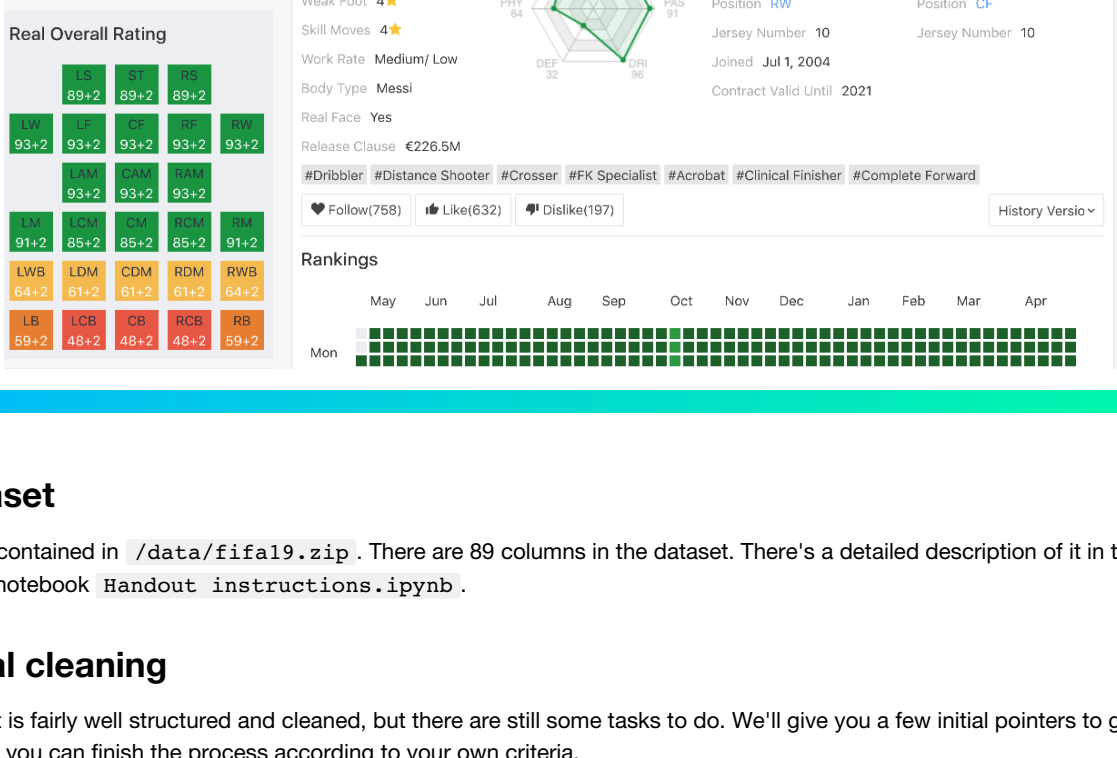 Weak Foot 4
PHY
64
PAS
91
Position RW
Position CF
Real Overall Rating
Skill Moves 4
Jersey Number 10
Jersey Number 10
Work Rate Medium/ Low
DEF
32
DRI
96
Joined Jul 1, 2004
Body Type Messi
Contract Valid Until 2021
Real Face Yes
Release Clause €226.5M
LS ST RS
89+2 89+2 89+2
LW LF CF RF RW
93+2 93+2 93+2 93+2 93+2
LAM CAM RAM
93+2 93+2 93+2
LM LCM CM RCM RM
91+2 85+2 85+2 85+2 91+2
LWB LDM CDM RDM RWB
64+2 61+2 61+2 61+2 64+2
LB LCB CB RCB RB
59+2 48+2 48+2 48+2 59+2
#Dribbler #Distance Shooter #Crosser #FK Specialist #Acrobat #Clinical Finisher #Complete Forward
Follow(758) Like(632) Dislike(197)
History Versio
Rankings
May Jun Jul Aug Sep Oct Nov Dec Jan Feb Mar Apr
Mon
aset
contained in /data/fifa19.zip . There are 89 columns in the dataset. There's a detailed description of it in t
notebook Handout instructions.ipynb .
al cleaning
t is fairly well structured and cleaned, but there are still some tasks to do. We'll give you a few initial pointers to g
you can finish the process according to your own criteria.